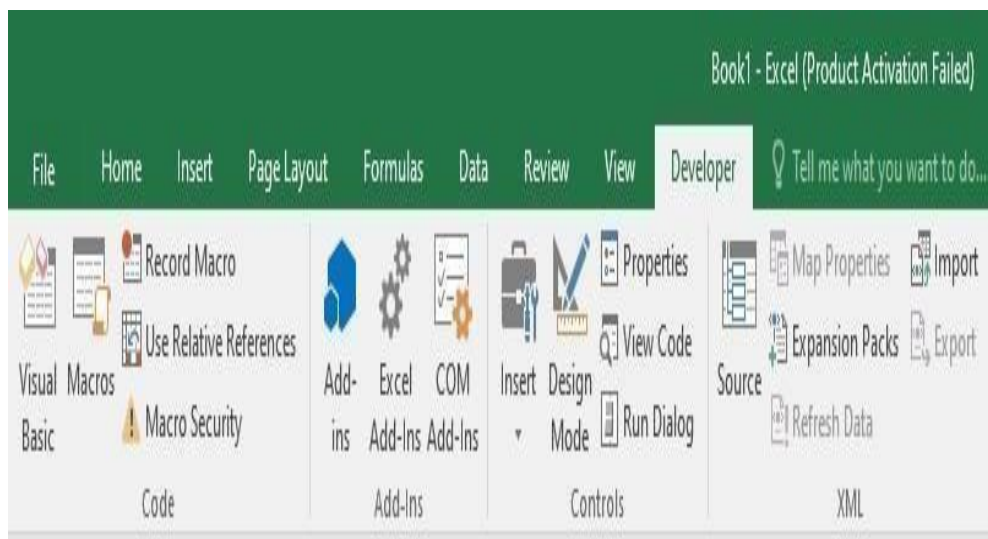 Book1 - Excel (Product Activation Failed)
File Home Insert Page Layout Formulas Data Review View Developer Tell me what you want to do...
Visual Basic
Macros
Record Macro
Use Relative References
Macro Security
Code
Add-
ins
Excel
Add-Ins
COM
Add-Ins
Add-Ins
Insert
Design
Mode
Properties
View Code
Run Dialog
Controls
Source
Map Properties
Expansion Packs
Refresh Data
Import
Export
XML